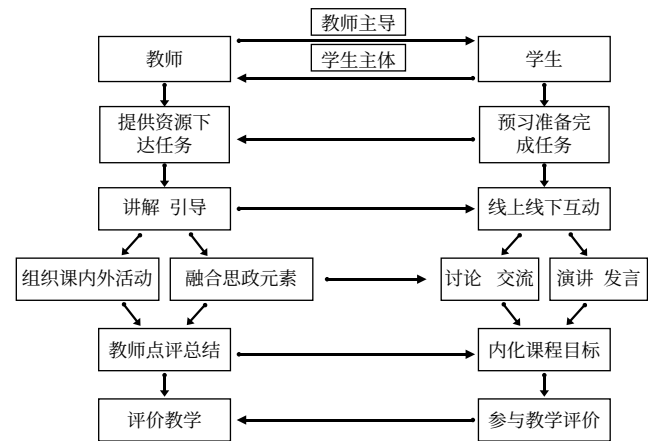 教师主导
教师
学生主体
学生
提供资源下
达任务
预习准备完
成任务
讲解 引导
线上线下互动
组织课内外活动
融合思政元素
讨论 交流
演讲 发言
教师点评总结
内化课程目标
评价教学
参与教学评价